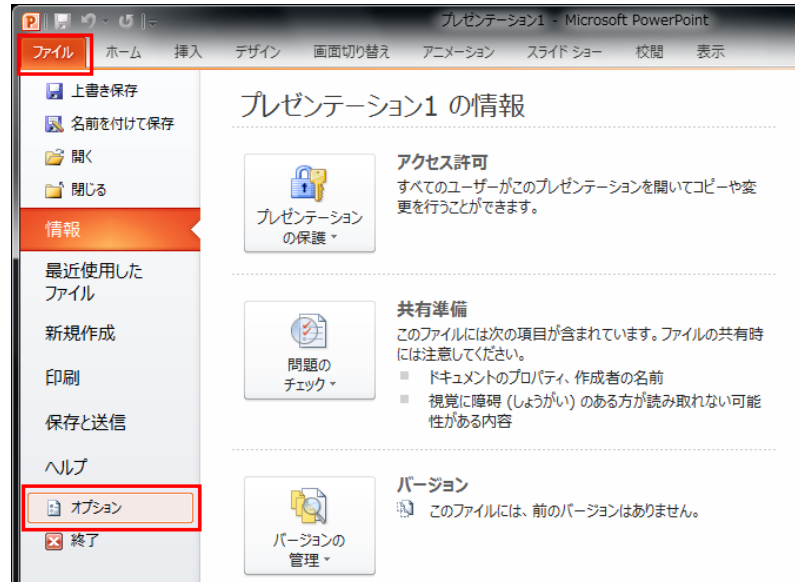 プレゼンテーション1 - Microsoft PowerPoint
ファイル ホーム 挿入 デザイン 画面切り替え アニメーション スライド ショー 校閲 表示
上書き保存
名前を付けて保存
開く
閉じる
情報
最近使用した
ファイル
新規作成
印刷
保存と送信
ヘルプ
オプション
終了
プレゼンテーション1 の情報
プレゼンテーション
の保護
アクセス許可
すべてのユーザーがこのプレゼンテーションを開いてコピーや変
更を行うことができます。
問題の
チェック
共有準備
このファイルには次の項目が含まれています。ファイルの共有時
には注意してください。
ドキュメントのプロパティ、作成者の名前
視覚に障碍 (しょうがい) のある方が読み取れない可能
性がある内容
バージョンの
管理
バージョン
このファイルには、前のバージョンはありません。